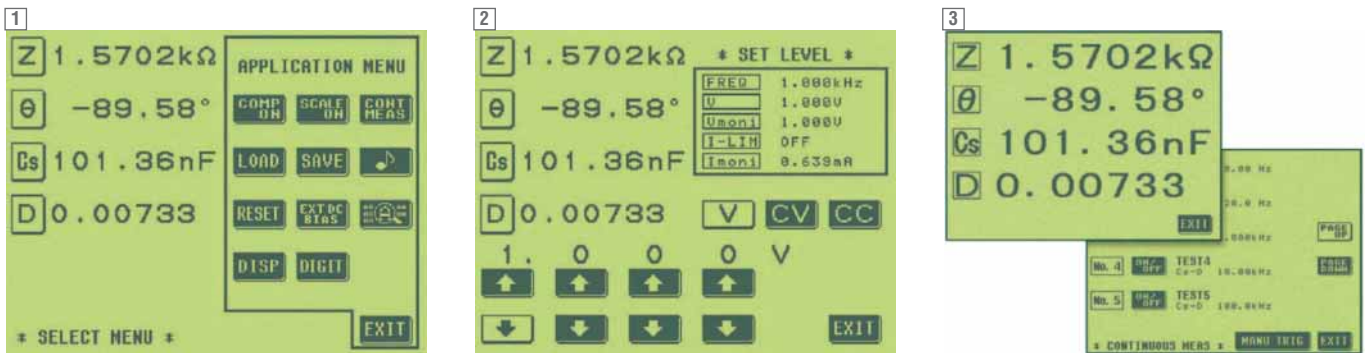 1
Z 1.5702kΩ
θ -89.58°
Cs 101.36nF
D 0.00733
* SELECT MENU *
APPLICATION MENU
COMP ON SCALE ON CONT MEAS
LOAD SAVE
RESET EXT DC BIAS
DISP DIGIT
EXIT
2
Z 1.5702kΩ
θ -89.58°
Cs 101.36nF
D 0.00733
* SET LEVEL *
FREQ 1.000kHz
V 1.000V
Vmoni 1.000V
I-LIM OFF
Imoni 0.639mA
V CV CC
1. 0 0 0 V
EXIT
3
Z 1.5702kΩ
θ -89.58°
Cs 101.36nF
D 0.00733
EXIT
Hz
Hz
kHz
PAGE UP
No. 4 ON/OFF TEST4
Cs-D 10.00kHz
PAGE DOWN
No. 5 ON/OFF TEST5
Cs-D 100.0kHz
* CONTINUOUS MEAS * MANU TRIG EXIT